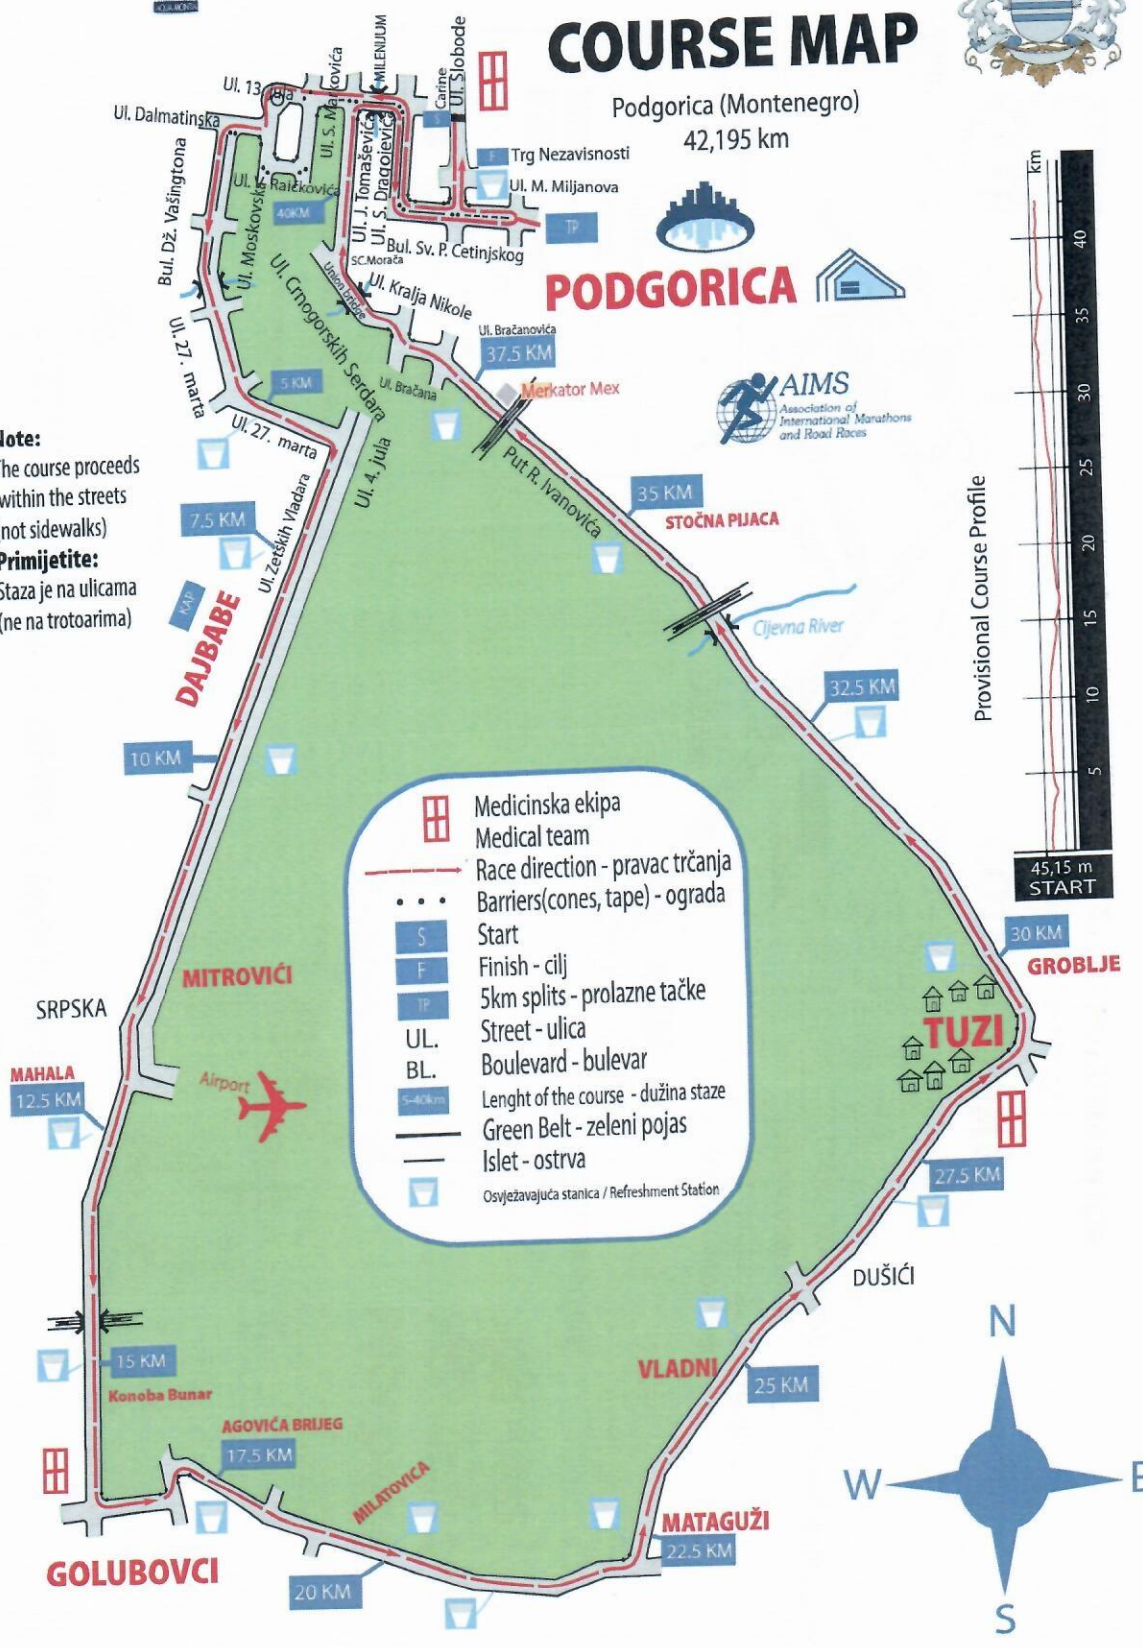 COURSE MAP
Podgorica (Montenegro)
42,195 km
Ul. 13. jula
Ul. Dalmatinska
Ul. S. Markovića
MILENIJUM
Carine
Ul. Slobode
S
F
Trg Nezavisnosti
Ul. M. Miljanova
TP
Bul. Sv. P. Cetinjskog
Ul. J. Tomaševića
Ul. S. Dragojevića
Ul. V. Raičkovića
40KM
Bul. Dž. Vašingtona
Ul. Moskovska
SC.Morača
Union bridge
Ul. Kralja Nikole
Ul. Crnogorskih Serdara
Ul. Bračanovića
37.5 KM
Ul. Bračana
Merkator Mex
PODGORICA
AIMS
Association of
International Marathons
and Road Races
Ul. 27. marta
5 KM
Ul. 27. marta
Ul. 4. jula
Note:
The course proceeds
within the streets
(not sidewalks)
Primijetite:
Staza je na ulicama
(ne na trotoarima)
7.5 KM
Ul. Zetskih Vladara
KAP
DAJBABE
Put R. Ivanovića
35 KM
STOČNA PIJACA
Cijevna River
32.5 KM
10 KM
km
40
35
30
25
20
15
10
5
Provisional Course Profile
45,15 m
START
Medicinska ekipa
Medical team
Race direction - pravac trčanja
Barriers(cones, tape) - ograda
S Start
F Finish - cilj
TP 5km splits - prolazne tačke
UL. Street - ulica
BL. Boulevard - bulevar
5-40km Lenght of the course - dužina staze
Green Belt - zeleni pojas
Islet - ostrva
Osvježavajuća stanica / Refreshment Station
30 KM
GROBLJE
TUZI
MITROVIĆI
SRPSKA
MAHALA
12.5 KM
Airport
27.5 KM
DUŠIĆI
VLADNI
25 KM
15 KM
Konoba Bunar
AGOVIĆA BRIJEG
17.5 KM
MILATOVICA
MATAGUŽI
22.5 KM
GOLUBOVCI
20 KM
N
W
E
S